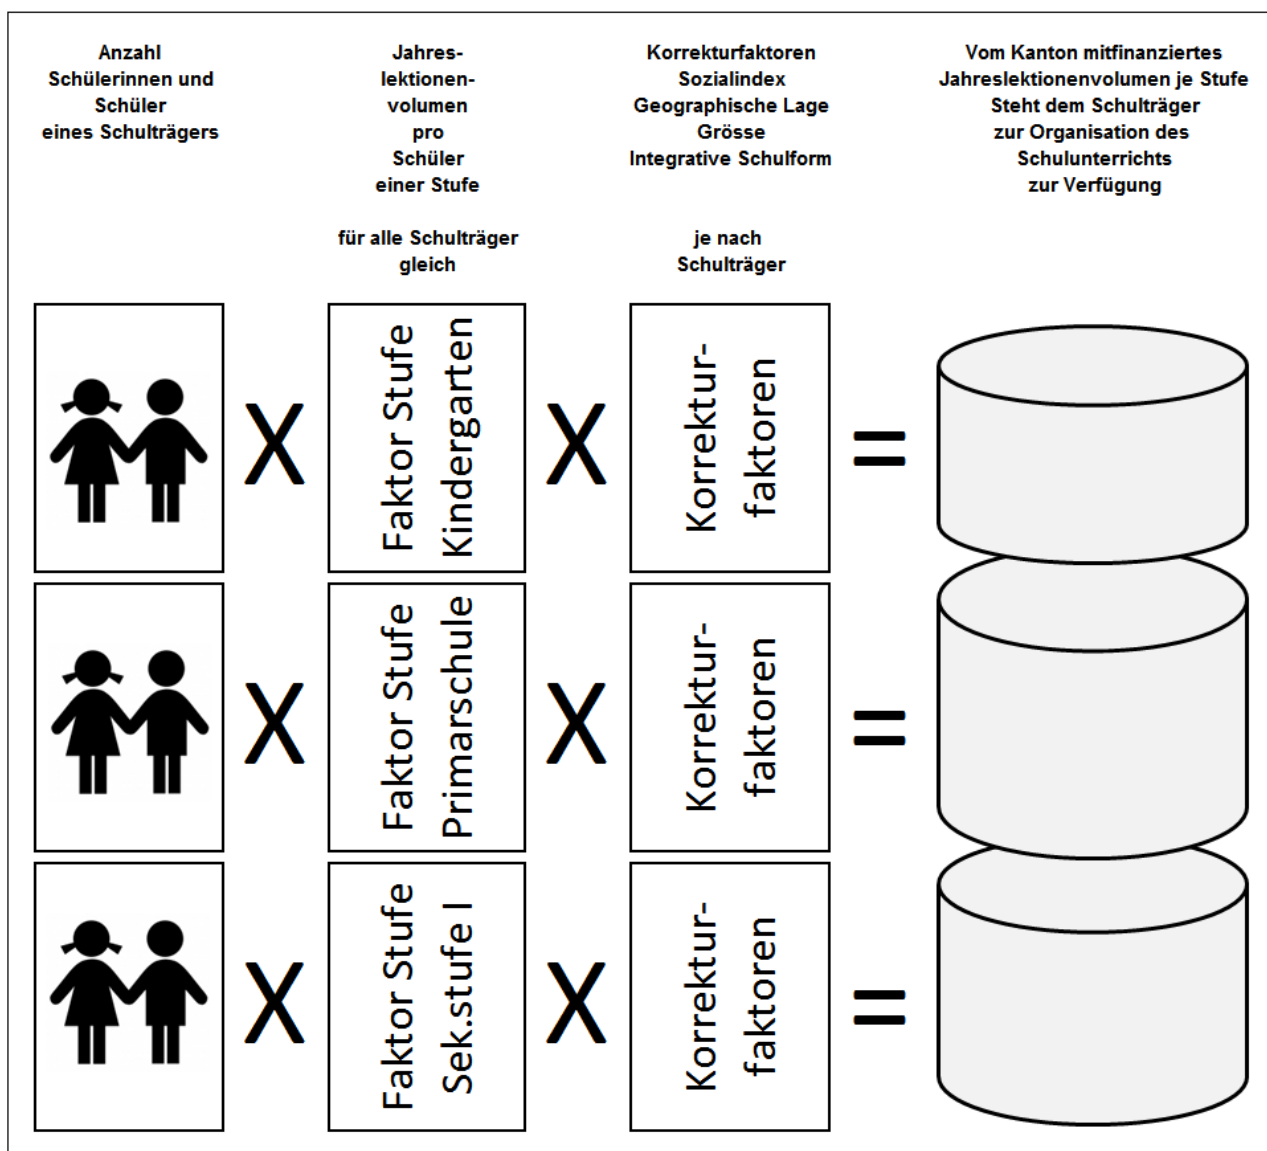 Anzahl
Schülerinnen und
Schüler
eines Schulträgers
Jahres-
lektionen-
volumen
pro
Schüler
einer Stufe
für alle Schulträger
gleich
Korrekturfaktoren
Sozialindex
Geographische Lage
Grösse
Integrative Schulform
je nach
Schulträger
Vom Kanton mitfinanziertes
Jahreslektionenvolumen je Stufe
Steht dem Schulträger
zur Organisation des
Schulunterrichts
zur Verfügung
X
Faktor Stufe
Kindergarten
X
Korrektur-
faktoren
=
X
Faktor Stufe
Primarschule
X
Korrektur-
faktoren
=
X
Faktor Stufe
Sek.stufe I
X
Korrektur-
faktoren
=